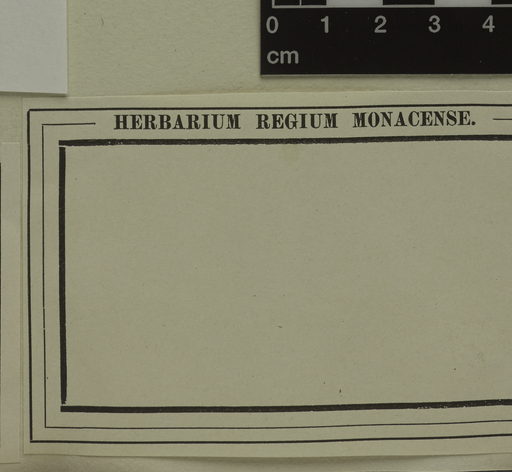 0 1 2 3 4
cm
HERBARIUM REGIUM MONACENSE.